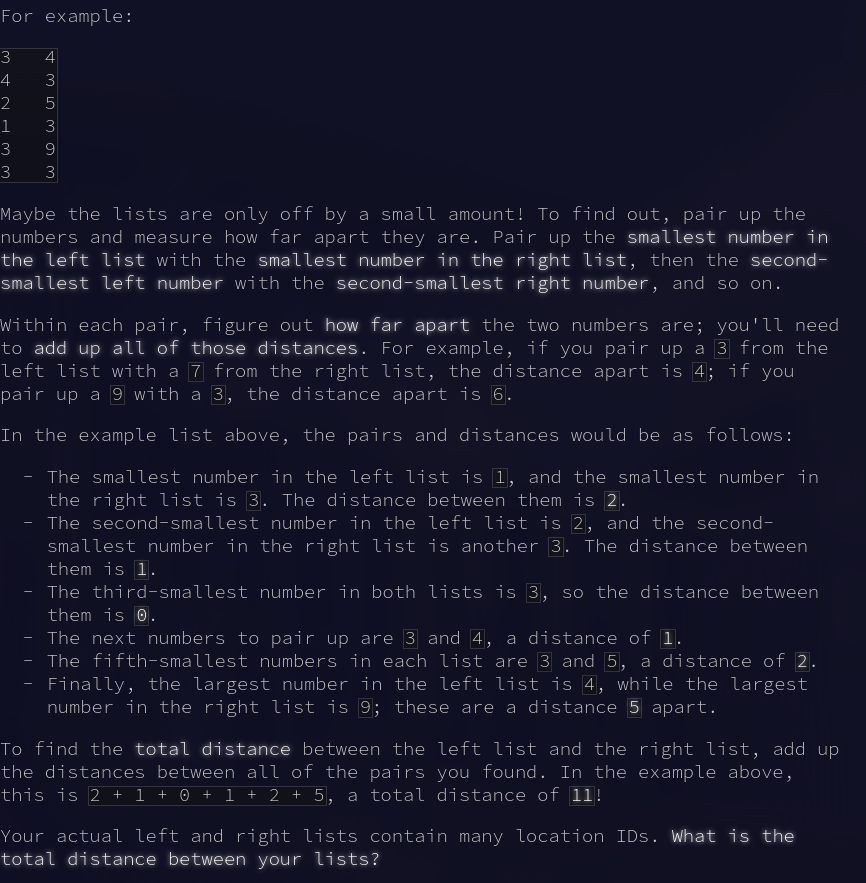 For example:
3   4
4   3
2   5
1   3
3   9
3   3
Maybe the lists are only off by a small amount! To find out, pair up the
numbers and measure how far apart they are. Pair up the smallest number in
the left list with the smallest number in the right list, then the second-
smallest left number with the second-smallest right number, and so on.
Within each pair, figure out how far apart the two numbers are; you'll need
to add up all of those distances. For example, if you pair up a 3 from the
left list with a 7 from the right list, the distance apart is 4; if you
pair up a 9 with a 3, the distance apart is 6.
In the example list above, the pairs and distances would be as follows:
- The smallest number in the left list is 1, and the smallest number in
the right list is 3. The distance between them is 2.
- The second-smallest number in the left list is 2, and the second-
smallest number in the right list is another 3. The distance between
them is 1.
- The third-smallest number in both lists is 3, so the distance between
them is 0.
- The next numbers to pair up are 3 and 4, a distance of 1.
- The fifth-smallest numbers in each list are 3 and 5, a distance of 2.
- Finally, the largest number in the left list is 4, while the largest
number in the right list is 9; these are a distance 5 apart.
To find the total distance between the left list and the right list, add up
the distances between all of the pairs you found. In the example above,
this is 2 + 1 + 0 + 1 + 2 + 5, a total distance of 11!
Your actual left and right lists contain many location IDs. What is the
total distance between your lists?